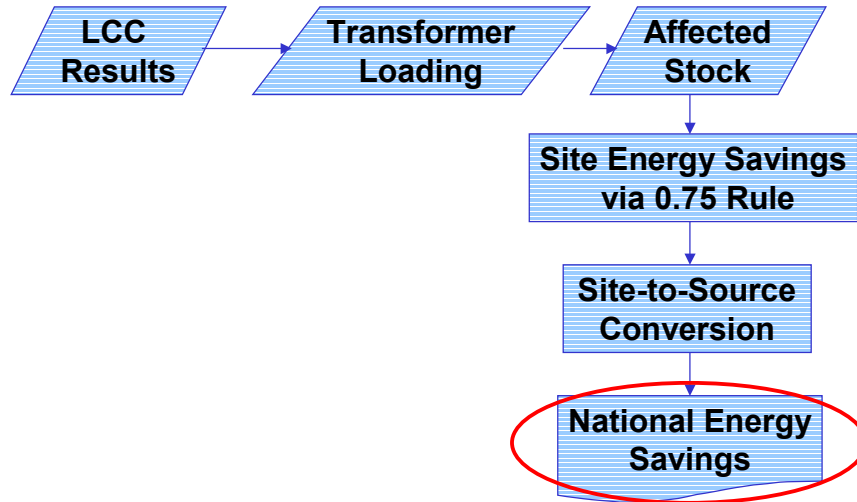 LCC
Results
Transformer
Loading
Affected
Stock
Site Energy Savings
via 0.75 Rule
Site-to-Source
Conversion
National Energy
Savings